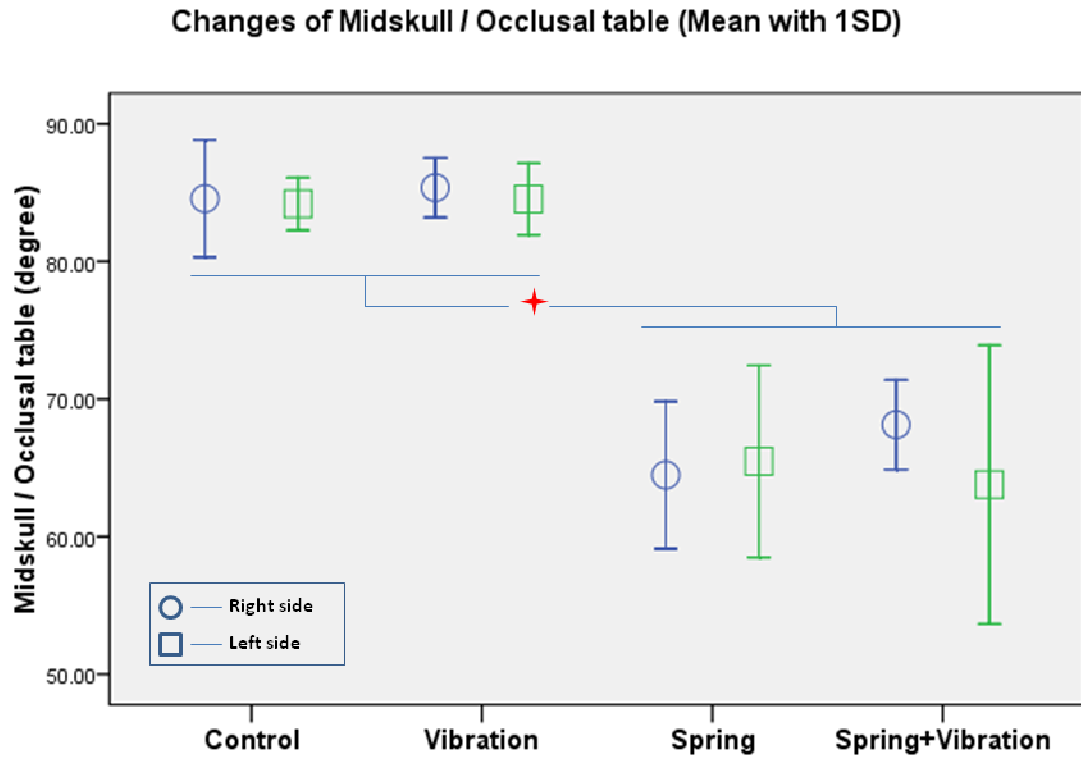 Changes of Midskull / Occlusal table (Mean with 1SD)
Midskull / Occlusal table (degree)
90.00
80.00
70.00
60.00
50.00
Right side
Left side
Control Vibration Spring Spring+Vibration